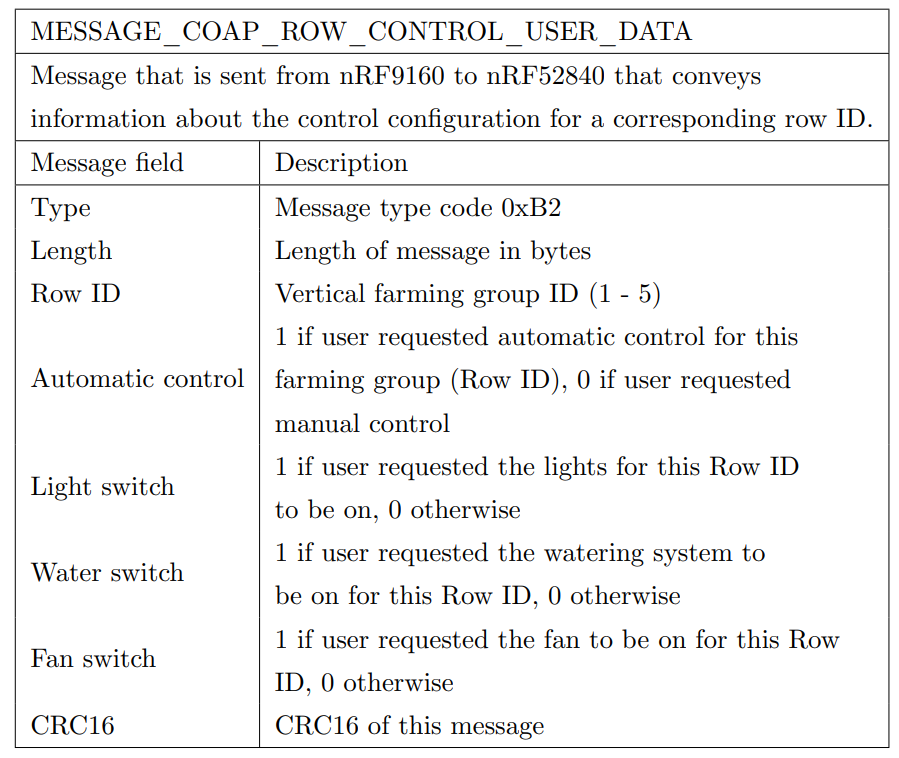 MESSAGE_COAP_ROW_CONTROL_USER_DATA
Message that is sent from nRF9160 to nRF52840 that conveys
information about the control configuration for a corresponding row ID.
Message field Description
Type Message type code 0xB2
Length Length of message in bytes
Row ID Vertical farming group ID (1 - 5)
1 if user requested automatic control for this
Automatic control farming group (Row ID), 0 if user requested
manual control
Light switch 1 if user requested the lights for this Row ID
to be on, 0 otherwise
Water switch 1 if user requested the watering system to
be on for this Row ID, 0 otherwise
Fan switch 1 if user requested the fan to be on for this Row
ID, 0 otherwise
CRC16 CRC16 of this message